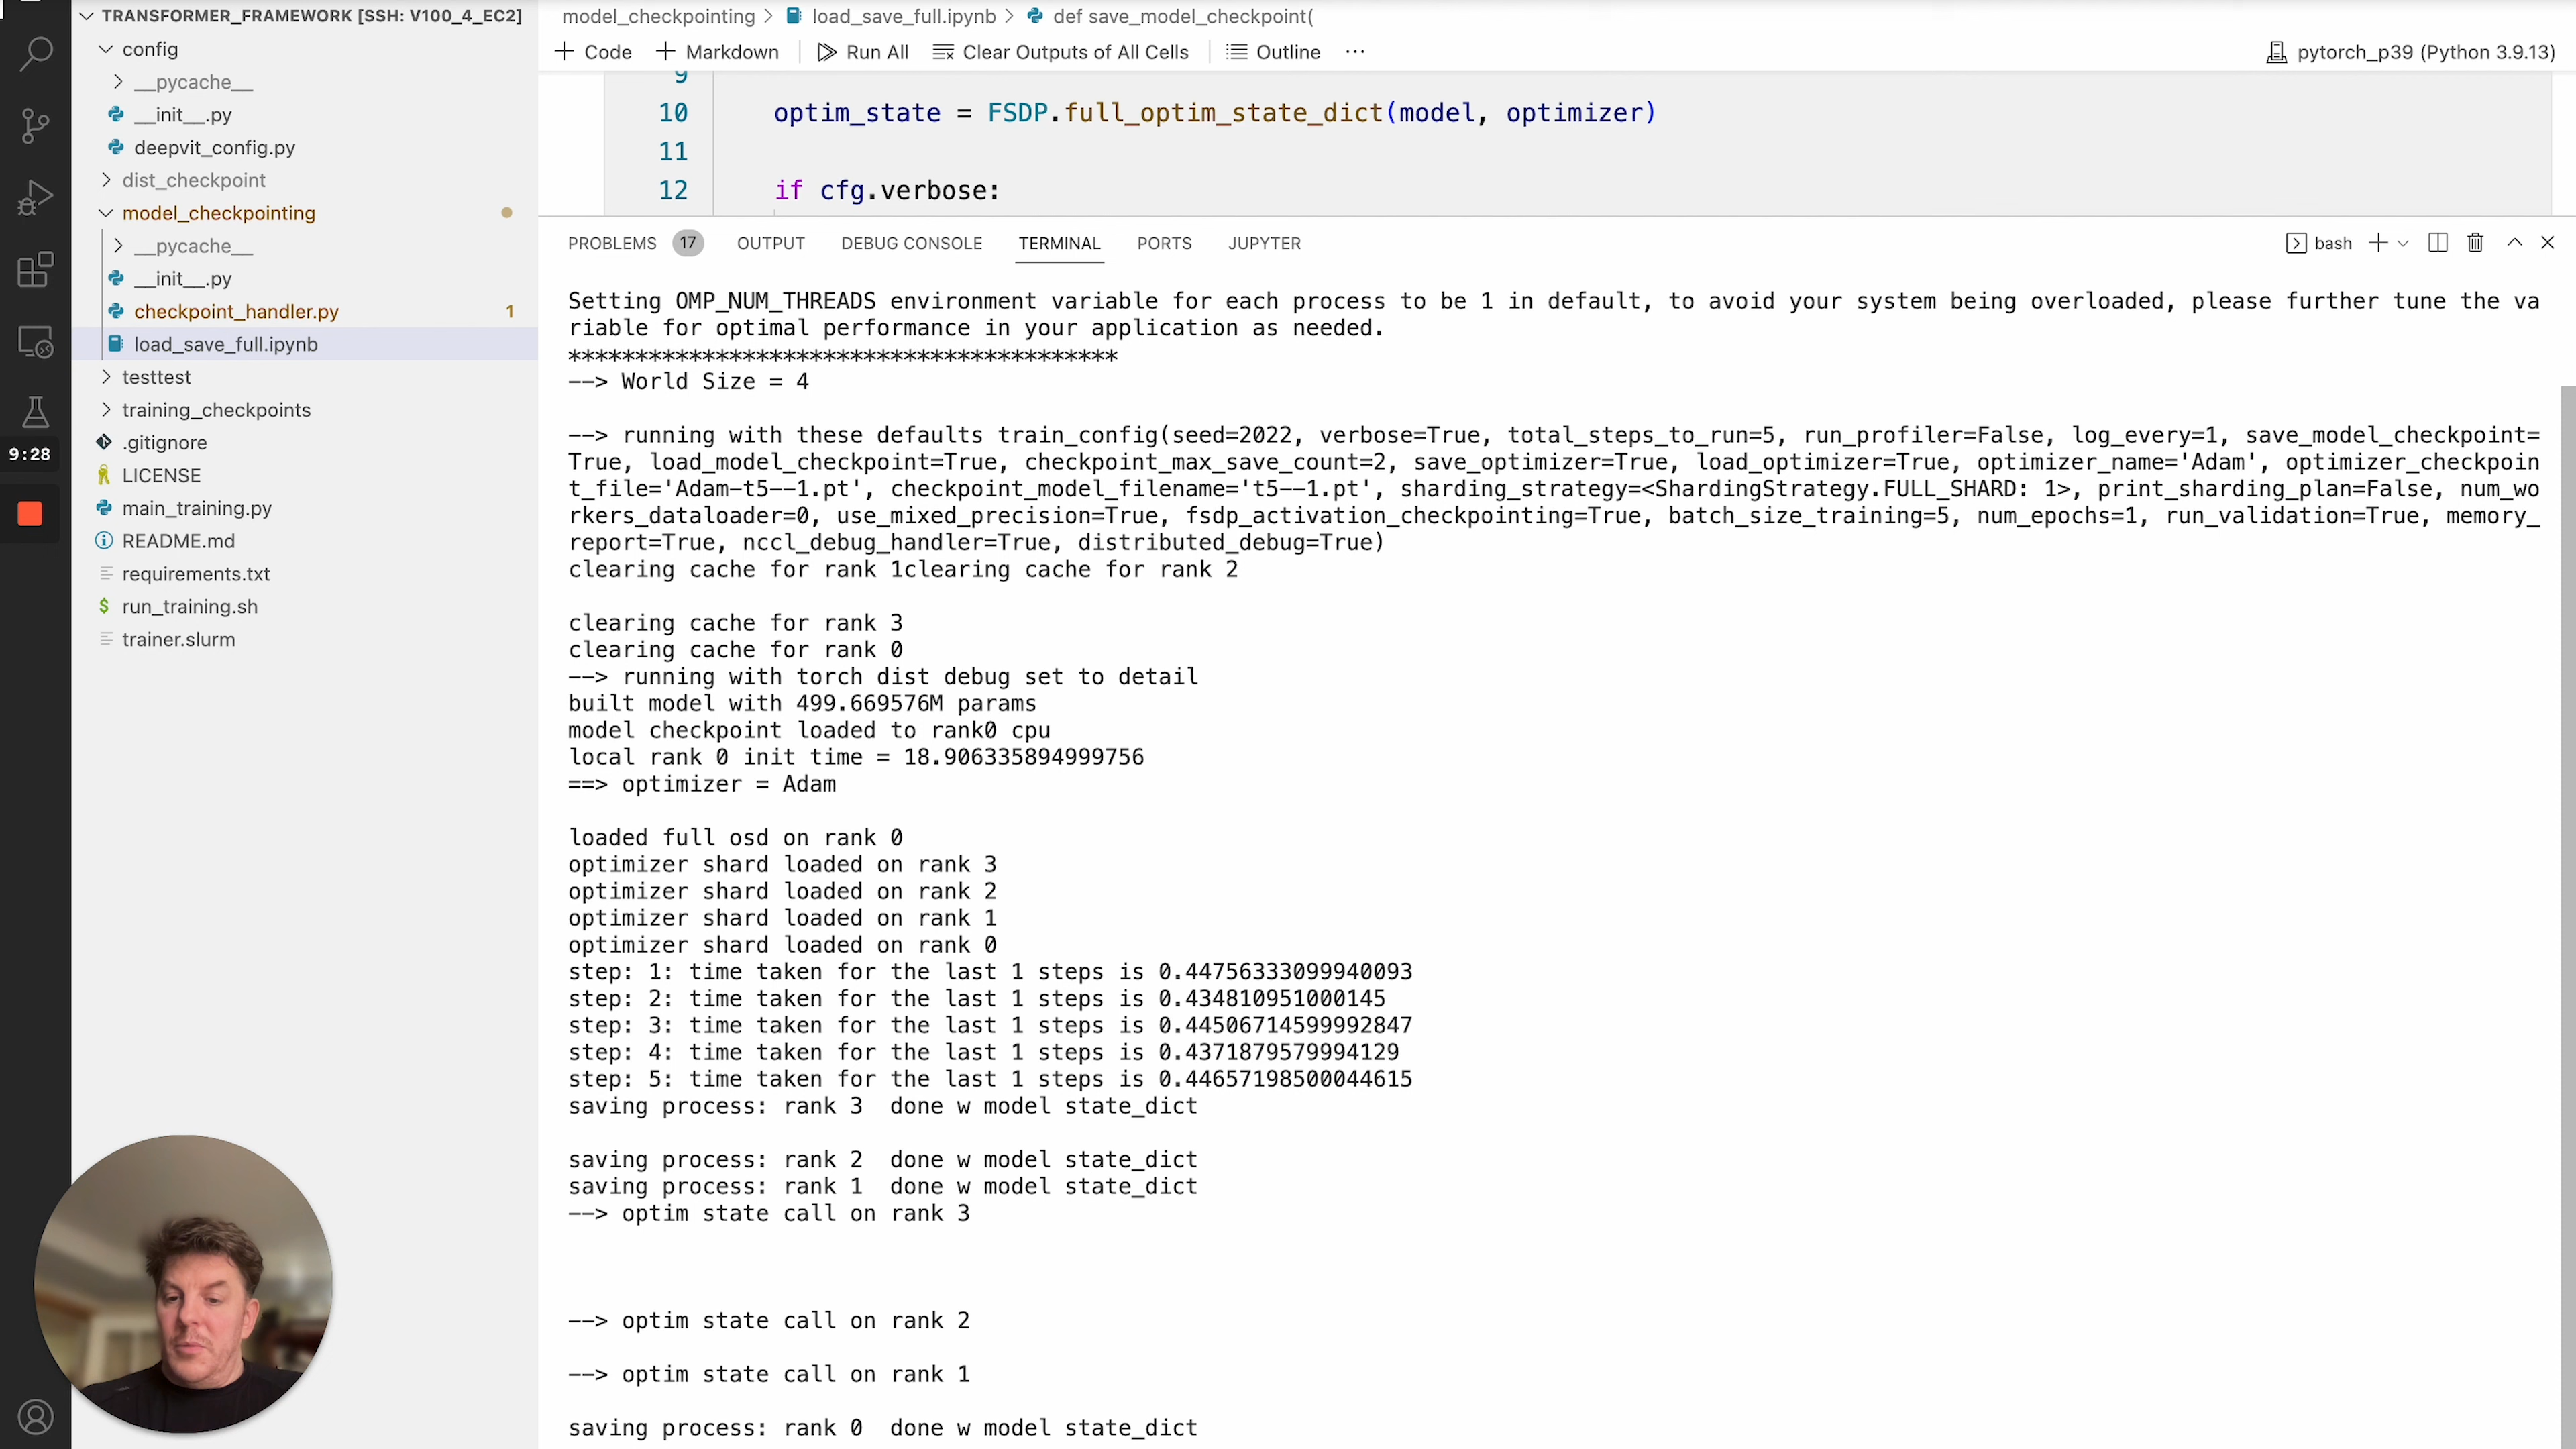 TRANSFORMER_FRAMEWORK [SSH: V100_4_EC2]
config
__pycache__
__init__.py
deepvit_config.py
dist_checkpoint
model_checkpointing
__pycache__
__init__.py
checkpoint_handler.py 1
load_save_full.ipynb
testtest
training_checkpoints
.gitignore
LICENSE
main_training.py
README.md
requirements.txt
run_training.sh
trainer.slurm
9:28
model_checkpointing > load_save_full.ipynb > def save_model_checkpoint(
+ Code + Markdown Run All Clear Outputs of All Cells Outline ... pytorch_p39 (Python 3.9.13)
9
10 optim_state = FSDP.full_optim_state_dict(model, optimizer)
11
12 if cfg.verbose:
PROBLEMS 17 OUTPUT DEBUG CONSOLE TERMINAL PORTS JUPYTER bash
Setting OMP_NUM_THREADS environment variable for each process to be 1 in default, to avoid your system being overloaded, please further tune the va
riable for optimal performance in your application as needed.
*****************************************
--> World Size = 4
--> running with these defaults train_config(seed=2022, verbose=True, total_steps_to_run=5, run_profiler=False, log_every=1, save_model_checkpoint=
True, load_model_checkpoint=True, checkpoint_max_save_count=2, save_optimizer=True, load_optimizer=True, optimizer_name='Adam', optimizer_checkpoin
t_file='Adam-t5--1.pt', checkpoint_model_filename='t5--1.pt', sharding_strategy=<ShardingStrategy.FULL_SHARD: 1>, print_sharding_plan=False, num_wo
rkers_dataloader=0, use_mixed_precision=True, fsdp_activation_checkpointing=True, batch_size_training=5, num_epochs=1, run_validation=True, memory_
report=True, nccl_debug_handler=True, distributed_debug=True)
clearing cache for rank 1clearing cache for rank 2
clearing cache for rank 3
clearing cache for rank 0
--> running with torch dist debug set to detail
built model with 499.669576M params
model checkpoint loaded to rank0 cpu
local rank 0 init time = 18.906335894999756
==> optimizer = Adam
loaded full osd on rank 0
optimizer shard loaded on rank 3
optimizer shard loaded on rank 2
optimizer shard loaded on rank 1
optimizer shard loaded on rank 0
step: 1: time taken for the last 1 steps is 0.44756333099940093
step: 2: time taken for the last 1 steps is 0.434810951000145
step: 3: time taken for the last 1 steps is 0.44506714599992847
step: 4: time taken for the last 1 steps is 0.4371879579994129
step: 5: time taken for the last 1 steps is 0.44657198500044615
saving process: rank 3  done w model state_dict
saving process: rank 2  done w model state_dict
saving process: rank 1  done w model state_dict
--> optim state call on rank 3
--> optim state call on rank 2
--> optim state call on rank 1
saving process: rank 0  done w model state_dict